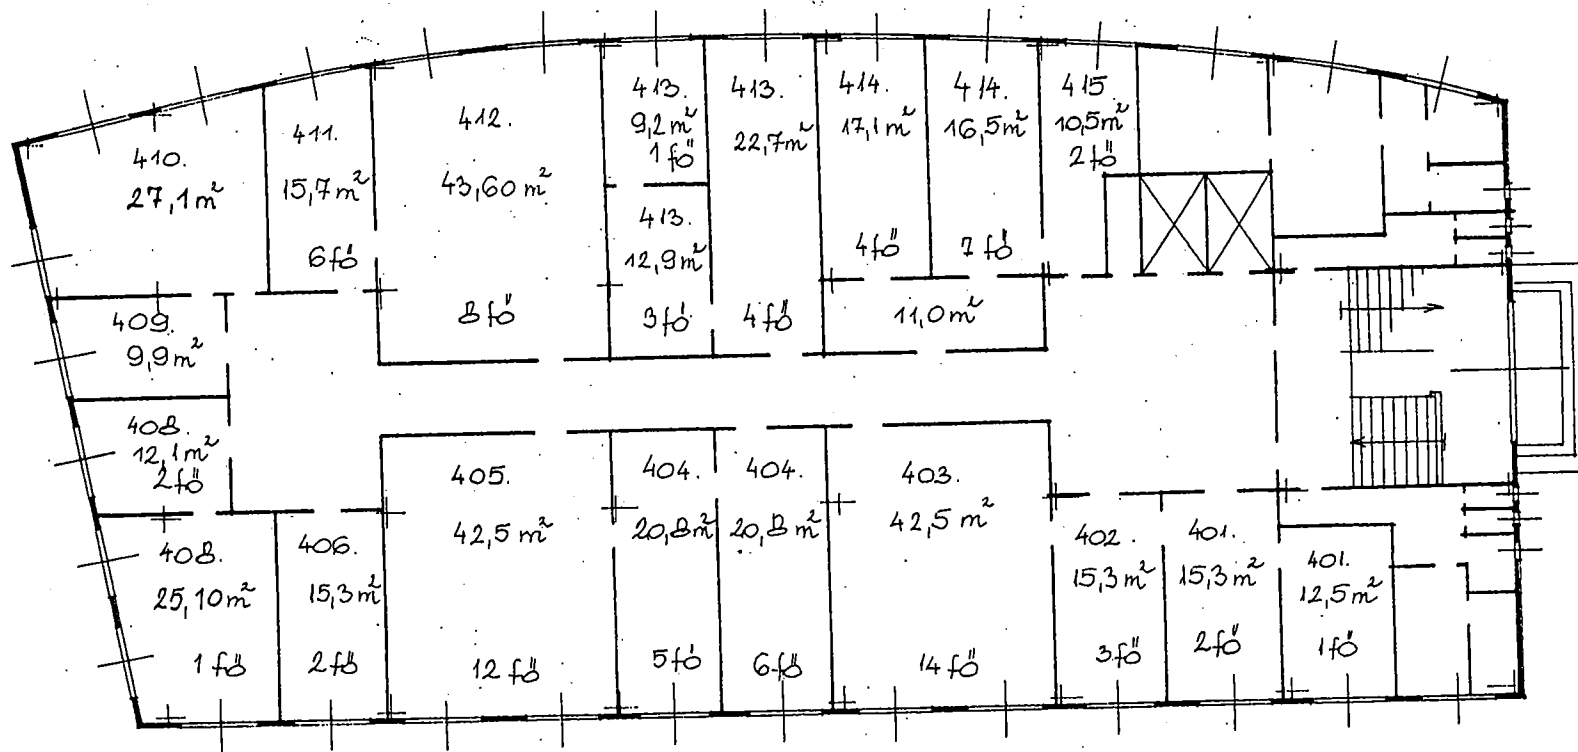 410.
27,1m²
411.
15,7m²
6fő
412.
43,60m²
8fő
413.
9,2m²
1fő
413.
12,9m²
3fő
413.
22,7m²
4fő
414.
17,1m²
4fő
414.
16,5m²
7fő
11,0m²
415
10,5m²
2fő
409.
9,9m²
408.
12,1m²
2fő
408.
25,10m²
1fő
406.
15,3m²
2fő
405.
42,5m²
12fő
404.
20,8m²
5fő
404.
20,8m²
6fő
403.
42,5m²
14fő
402.
15,3m²
3fő
401.
15,3m²
2fő
401.
12,5m²
1fő